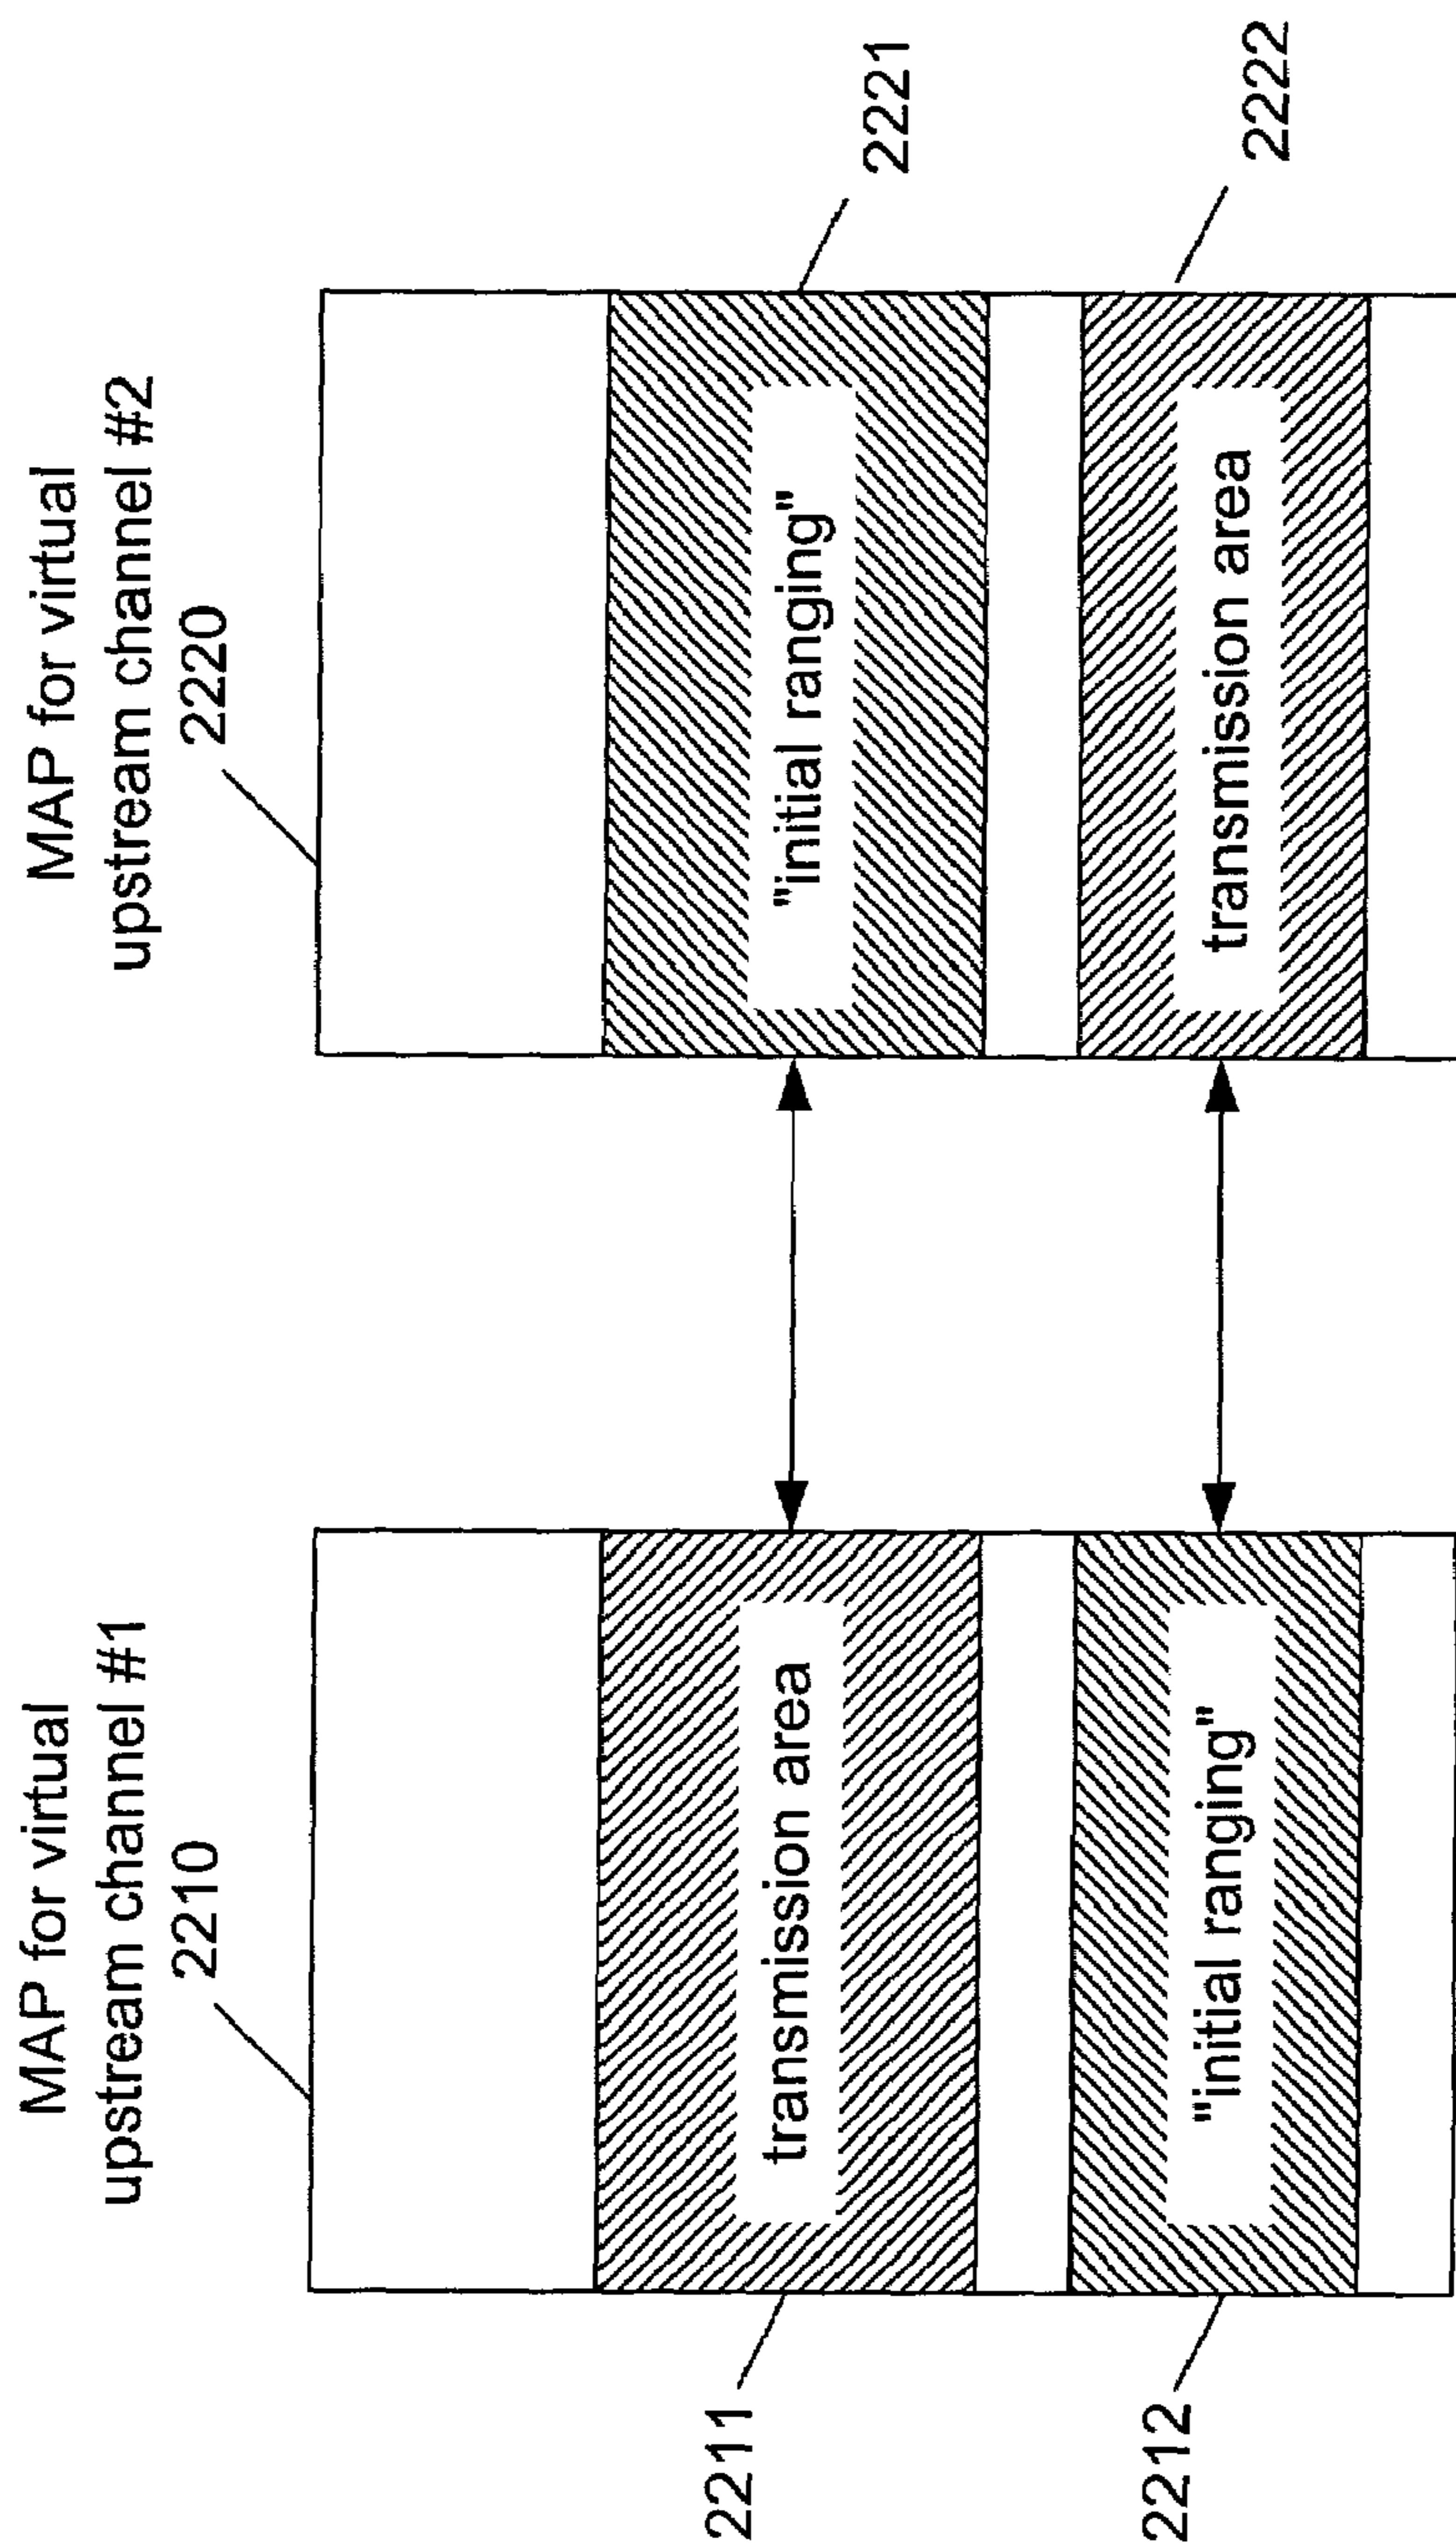 MAP for virtual
upstream channel #1
2210
MAP for virtual
upstream channel #2
2220
2211
transmission area
"initial ranging"
2221
2212
"initial ranging"
transmission area
2222